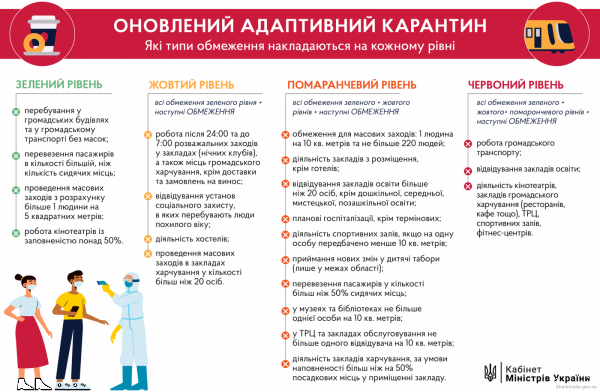 ОНОВЛЕНИЙ АДАПТИВНИЙ КАРАНТИН
Які типи обмеження накладаються на кожному рівні
ЗЕЛЕНИЙ РІВЕНЬ
перебування у
громадських будівлях
та у громадському
транспорті без масок;
перевезення пасажирів
в кількості більшій, ніж
кількість сидячих місць;
проведення масових
заходів з розрахунку
більше 1 людини на
5 квадратних метрів;
робота кінотеатрів із
заповненістю понад 50%.
ЖОВТИЙ РІВЕНЬ
всі обмеження зеленого рівня +
наступні ОБМЕЖЕННЯ
робота після 24:00 та до
7:00 розважальних заходів
у закладах (нічних клубів),
а також місць громадського
харчування, крім доставки
та замовлень на винос;
відвідування установ
соціального захисту,
в яких перебувають люди
похилого віку;
діяльність хостелів;
проведення масових
заходів в закладах
харчування у кількості
більш ніж 20 осіб.
ПОМАРАНЧЕВИЙ РІВЕНЬ
всі обмеження зеленого + жовтого
рівнів + наступні ОБМЕЖЕННЯ
обмеження для масових заходів: 1 людина
на 10 кв. метрів та не більше 220 людей;
діяльність закладів з розміщення,
крім готелів;
відвідування закладів освіти більше
ніж 20 осіб, крім дошкільної, середньої,
мистецької, позашкільної освіти;
планові госпіталізації, крім термінових;
діяльність спортивних залів, якщо на одну
особу передбачено менше 10 кв. метрів;
приймання нових змін у дитячі табори
(лише у межах області);
перевезення пасажирів у кількості
більш ніж 50% сидячих місць;
у музеях та бібліотеках не більше
однієї особи на 10 кв. метрів;
у ТРЦ та закладах обслуговування не
більше одного відвідувача на 10 кв. метрів;
діяльність закладів харчування, за умови
наповненості більш ніж на 50%
посадкових місць у приміщенні закладу.
ЧЕРВОНИЙ РІВЕНЬ
всі обмеження зеленого +
жовтого+ помаранчевого рівнів +
наступні ОБМЕЖЕННЯ
робота громадського
транспорту;
відвідування закладів освіти;
діяльність кінотеатрів,
закладів громадського
харчування (ресторанів,
кафе тощо), ТРЦ,
спортивних залів,
фітнес-центрів.
Кабінет
Міністрів України